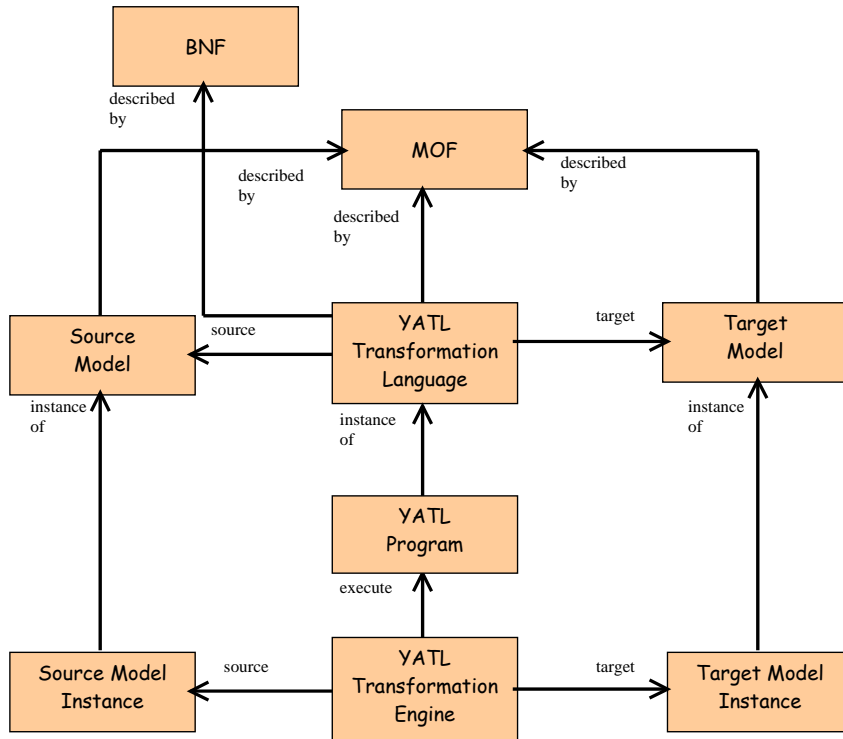 BNF
described
by
MOF
described
by
described
by
described
by
Source
Model
source
YATL
Transformation
Language
target
Target
Model
instance
of
instance
of
instance
of
YATL
Program
execute
Source Model
Instance
source
YATL
Transformation
Engine
target
Target Model
Instance